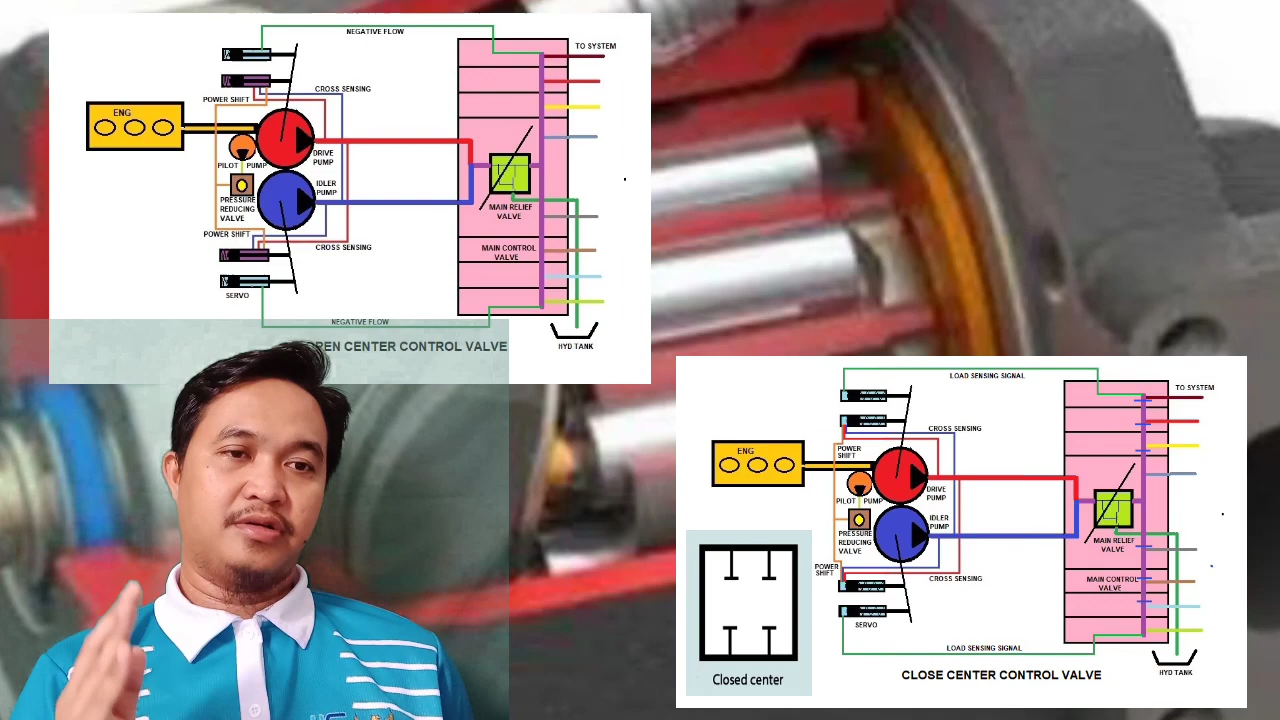 NEGATIVE FLOW
TO SYSTEM
CROSS SENSING
POWER SHIFT
ENG
DRIVE
PUMP
PILOT PUMP
IDLER
PUMP
PRESSURE
REDUCING
VALVE
MAIN RELIEF
VALVE
POWER SHIFT
CROSS SENSING
MAIN CONTROL
VALVE
SERVO
NEGATIVE FLOW
HYD TANK
PEN CENTER CONTROL VALVE
LOAD SENSING SIGNAL
TO SYSTEM
CROSS SENSING
POWER
SHIFT
ENG
DRIVE
PUMP
PILOT PUMP
IDLER
PUMP
PRESSURE
REDUCING
VALVE
MAIN RELIEF
VALVE
POWER
SHIFT
CROSS SENSING
MAIN CONTROL
VALVE
SERVO
LOAD SENSING SIGNAL
HYD TANK
CLOSE CENTER CONTROL VALVE
Closed center